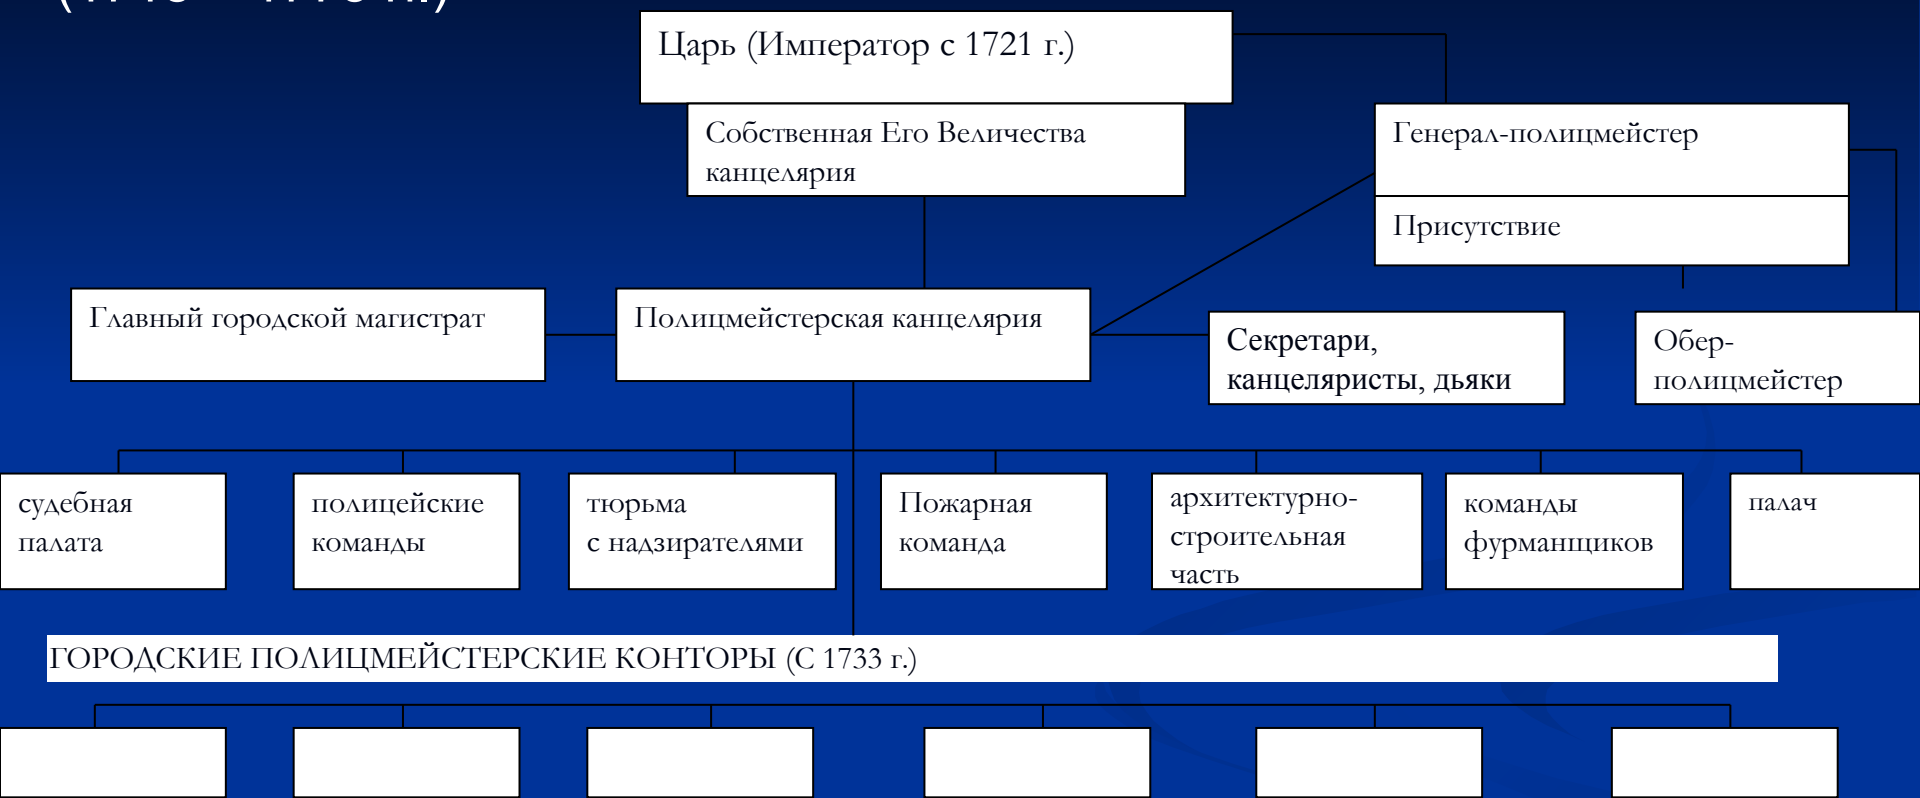 Царь (Император с 1721 г.)
Собственная Его Величества
канцелярия
Генерал-полицмейстер
Присутствие
Главный городской магистрат
Полицмейстерская канцелярия
Секретари,
канцеляристы, дьяки
Обер-
полицмейстер
судебная
палата
полицейские
команды
тюрьма
с надзирателями
Пожарная
команда
архитектурно-
строительная
часть
команды
фурманщиков
палач
ГОРОДСКИЕ ПОЛИЦМЕЙСТЕРСКИЕ КОНТОРЫ (С 1733 г.)